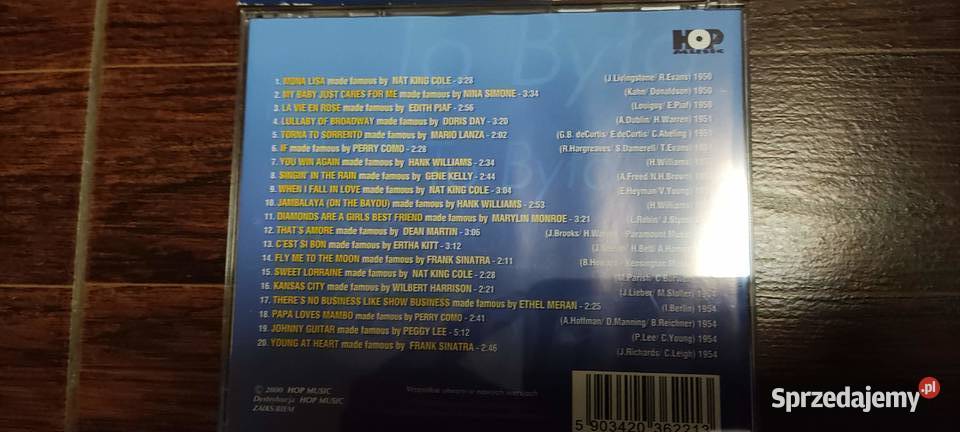 To Było
HOP
MUSIC
1. MONA LISA made famous by NAT KING COLE - 3:28 (J.Livingstone/ R.Evans) 1950
2. MY BABY JUST CARES FOR ME made famous by NINA SIMONE - 3:34 (Kahn/ Donaldson) 1950
3. LA VIE EN ROSE made famous by EDITH PIAF - 2:56 (Louiguy/ E.Piaf) 1950
4. LULLABY OF BROADWAY made famous by DORIS DAY - 3:20 (A.Dublin/ H.Warren) 1951
5. TORNA TO SORRENTO made famous by MARIO LANZA - 2:02 (G.B. deCurtis/ E.deCurtis/ C.Abeling) 1951
6. IF made famous by PERRY COMO - 2:28 (R.Hargreaves/ S.Damerell/ T.Evans)
7. YOU WIN AGAIN made famous by HANK WILLIAMS - 2:34 (H.Williams)
8. SINGIN' IN THE RAIN made famous by GENE KELLY - 2:44 (A.Freed/ N.H.Brown)
9. WHEN I FALL IN LOVE made famous by NAT KING COLE - 3:04 (E.Heyman/ V.Young)
10. JAMBALAYA (ON THE BAYOU) made famous by HANK WILLIAMS - 2:53
11. DIAMONDS ARE A GIRLS BEST FRIEND made famous by MARYLIN MONROE - 3:21 (L.Robin/
12. THAT'S AMORE made famous by DEAN MARTIN - 3:05 (J.Brooks/ Paramount
13. C'EST SI BON made famous by ERTHA KITT - 3:12 H.Betti/
14. FLY ME TO THE MOON made famous by FRANK SINATRA - 2:11
15. SWEET LORRAINE made famous by NAT KING COLE - 2:28
16. KANSAS CITY made famous by WILBERT HARRISON - 2:21 (J.Lieber/ M.Stoller)
17. THERE'S NO BUSINESS LIKE SHOW BUSINESS made famous by ETHEL MERAN - 2:25 (I.Berlin) 1954
18. PAPA LOVES MAMBO made famous by PERRY COMO - 2:41 (A.Hoffman/ D.Manning/ B.Reichner) 1954
19. JOHNNY GUITAR made famous by PEGGY LEE - 5:12 (P.Lee/ C.Young) 1954
20. YOUNG AT HEART made famous by FRANK SINATRA - 2:46 (J.Richards/ C.Leigh) 1954
© 2000 HOP MUSIC
Dystrybucja HOP MUSIC
ZAIKS/BIEM
Wszystkie utwory w nowych wersjach
5 903420 362213
Sprzedajemy.pl